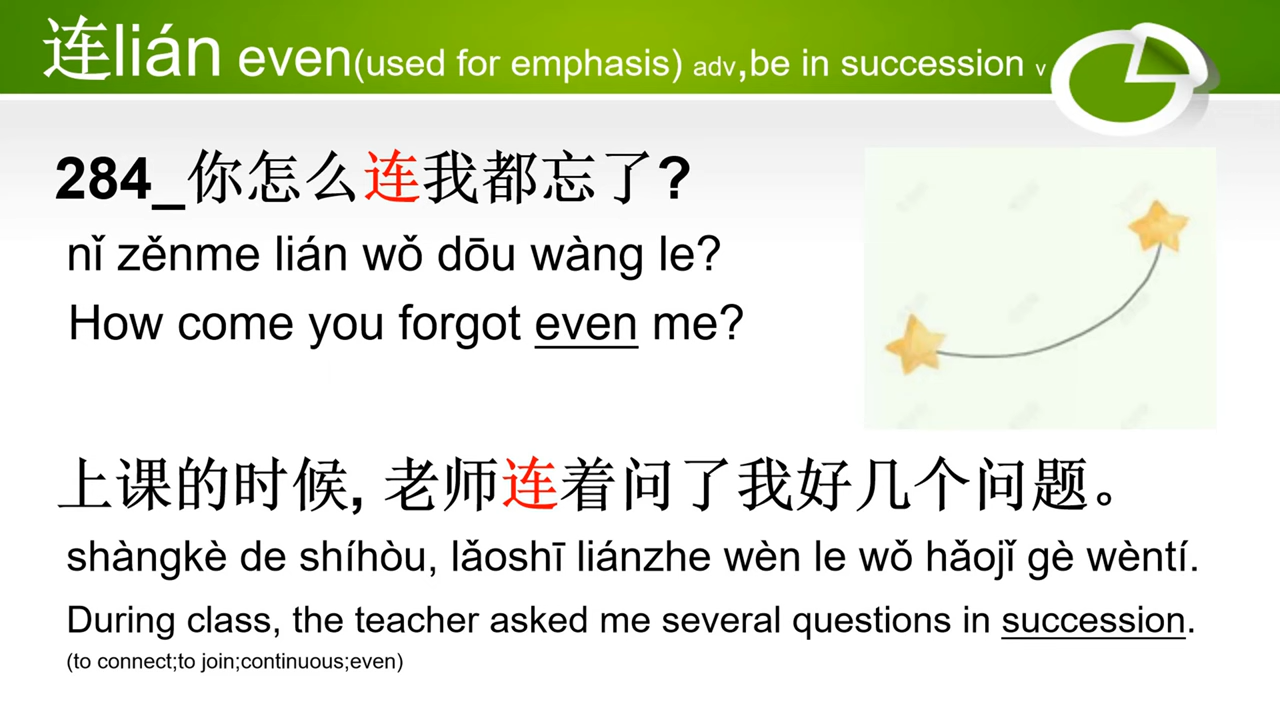 连lián even(used for emphasis) adv,be in succession v
284_你怎么连我都忘了?
nǐ zěnme lián wǒ dōu wàng le?
How come you forgot even me?
上课的时候, 老师连着问了我好几个问题。
shàngkè de shíhòu, lǎoshī liánzhe wèn le wǒ hǎojǐ gè wèntí.
During class, the teacher asked me several questions in succession.
(to connect;to join;continuous;even)